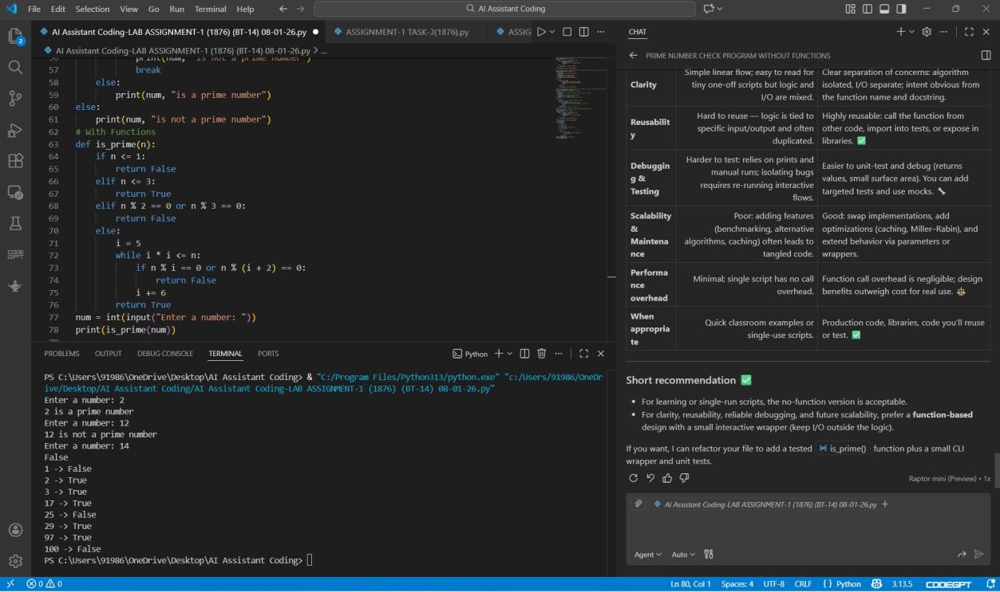 File Edit Selection View Go Run Terminal Help
AI Assistant Coding
AI Assistant Coding-LAB ASSIGNMENT-1 (1876) (BT-14) 08-01-26.py
ASSIGNMENT-1 TASK-3(1876).py
ASSIG
AI Assistant Coding-LAB ASSIGNMENT-1 (1876) (BT-14) 08-01-26.py > ...
2
56 print(num, "is not a prime number")
57 break
58 else:
59 print(num, "is a prime number")
60 else:
61 print(num, "is not a prime number")
62 # With Functions
63 def is_prime(n):
64 if n <= 1:
65 return False
66 elif n <= 3:
67 return True
68 elif n % 2 == 0 or n % 3 == 0:
69 return False
70 else:
71 i = 5
72 while i * i <= n:
73 if n % i == 0 or n % (i + 2) == 0:
74 return False
75 i += 6
76 return True
77 num = int(input("Enter a number: "))
78 print(is_prime(num))
PROBLEMS OUTPUT DEBUG CONSOLE TERMINAL PORTS
Python
PS C:\Users\91986\OneDrive\Desktop\AI Assistant Coding> & "C:/Program Files/Python313/python.exe" "c:/Users/91986/OneDr
ive/Desktop/AI Assistant Coding/AI Assistant Coding-LAB ASSIGNMENT-1 (1876) (BT-14) 08-01-26.py"
Enter a number: 2
2 is a prime number
Enter a number: 12
12 is not a prime number
Enter a number: 14
False
1 -> False
2 -> True
3 -> True
17 -> True
25 -> False
29 -> True
97 -> True
100 -> False
PS C:\Users\91986\OneDrive\Desktop\AI Assistant Coding>
CHAT
PRIME NUMBER CHECK PROGRAM WITHOUT FUNCTIONS
Clarity
Simple linear flow; easy to read for
tiny one-off scripts but logic and
I/O are mixed.
Clear separation of concerns: algorithm
isolated, I/O separate; intent obvious from
the function name and docstring.
Reusabilit
y
Hard to reuse — logic is tied to
specific input/output and often
duplicated.
Highly reusable: call the function from
other code, import into tests, or expose in
libraries. ✅
Debuggin
g &
Testing
Harder to test: relies on prints and
manual runs; isolating bugs
requires re-running interactive
flows.
Easier to unit-test and debug (returns
values, small surface area). You can add
targeted tests and use mocks. 🔧
Scalability
&
Maintena
nce
Poor: adding features
(benchmarking, alternative
algorithms, caching) often leads to
tangled code.
Good: swap implementations, add
optimizations (caching, Miller–Rabin), and
extend behavior via parameters or
wrappers.
Performa
nce
overhead
Minimal; single script has no call
overhead.
Function call overhead is negligible; design
benefits outweigh cost for real use. ⚖️
When
appropria
te
Quick classroom examples or
single-use scripts.
Production code, libraries, code you'll reuse
or test. ✅
Short recommendation ✅
• For learning or single-run scripts, the no-function version is acceptable.
• For clarity, reusability, reliable debugging, and future scalability, prefer a function-based
design with a small interactive wrapper (keep I/O outside the logic).
If you want, I can refactor your file to add a tested is_prime() function plus a small CLI
wrapper and unit tests.
Raptor mini (Preview) • 1x
AI Assistant Coding-LAB ASSIGNMENT-1 (1876) (BT-14) 08-01-26.py
Agent Auto
CODE
GPT
0 0
Ln 80, Col 1 Spaces: 4 UTF-8 CRLF { } Python 3.13.5 CODEGPT